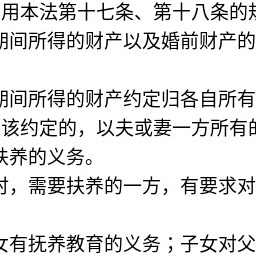 用本法第十七条、第十八条的规
期间所得的财产以及婚前财产的
期间所得的财产约定归各自所有
该约定的，以夫或妻一方所有的
扶养的义务。
时，需要扶养的一方，有要求对
女有抚养教育的义务；子女对父